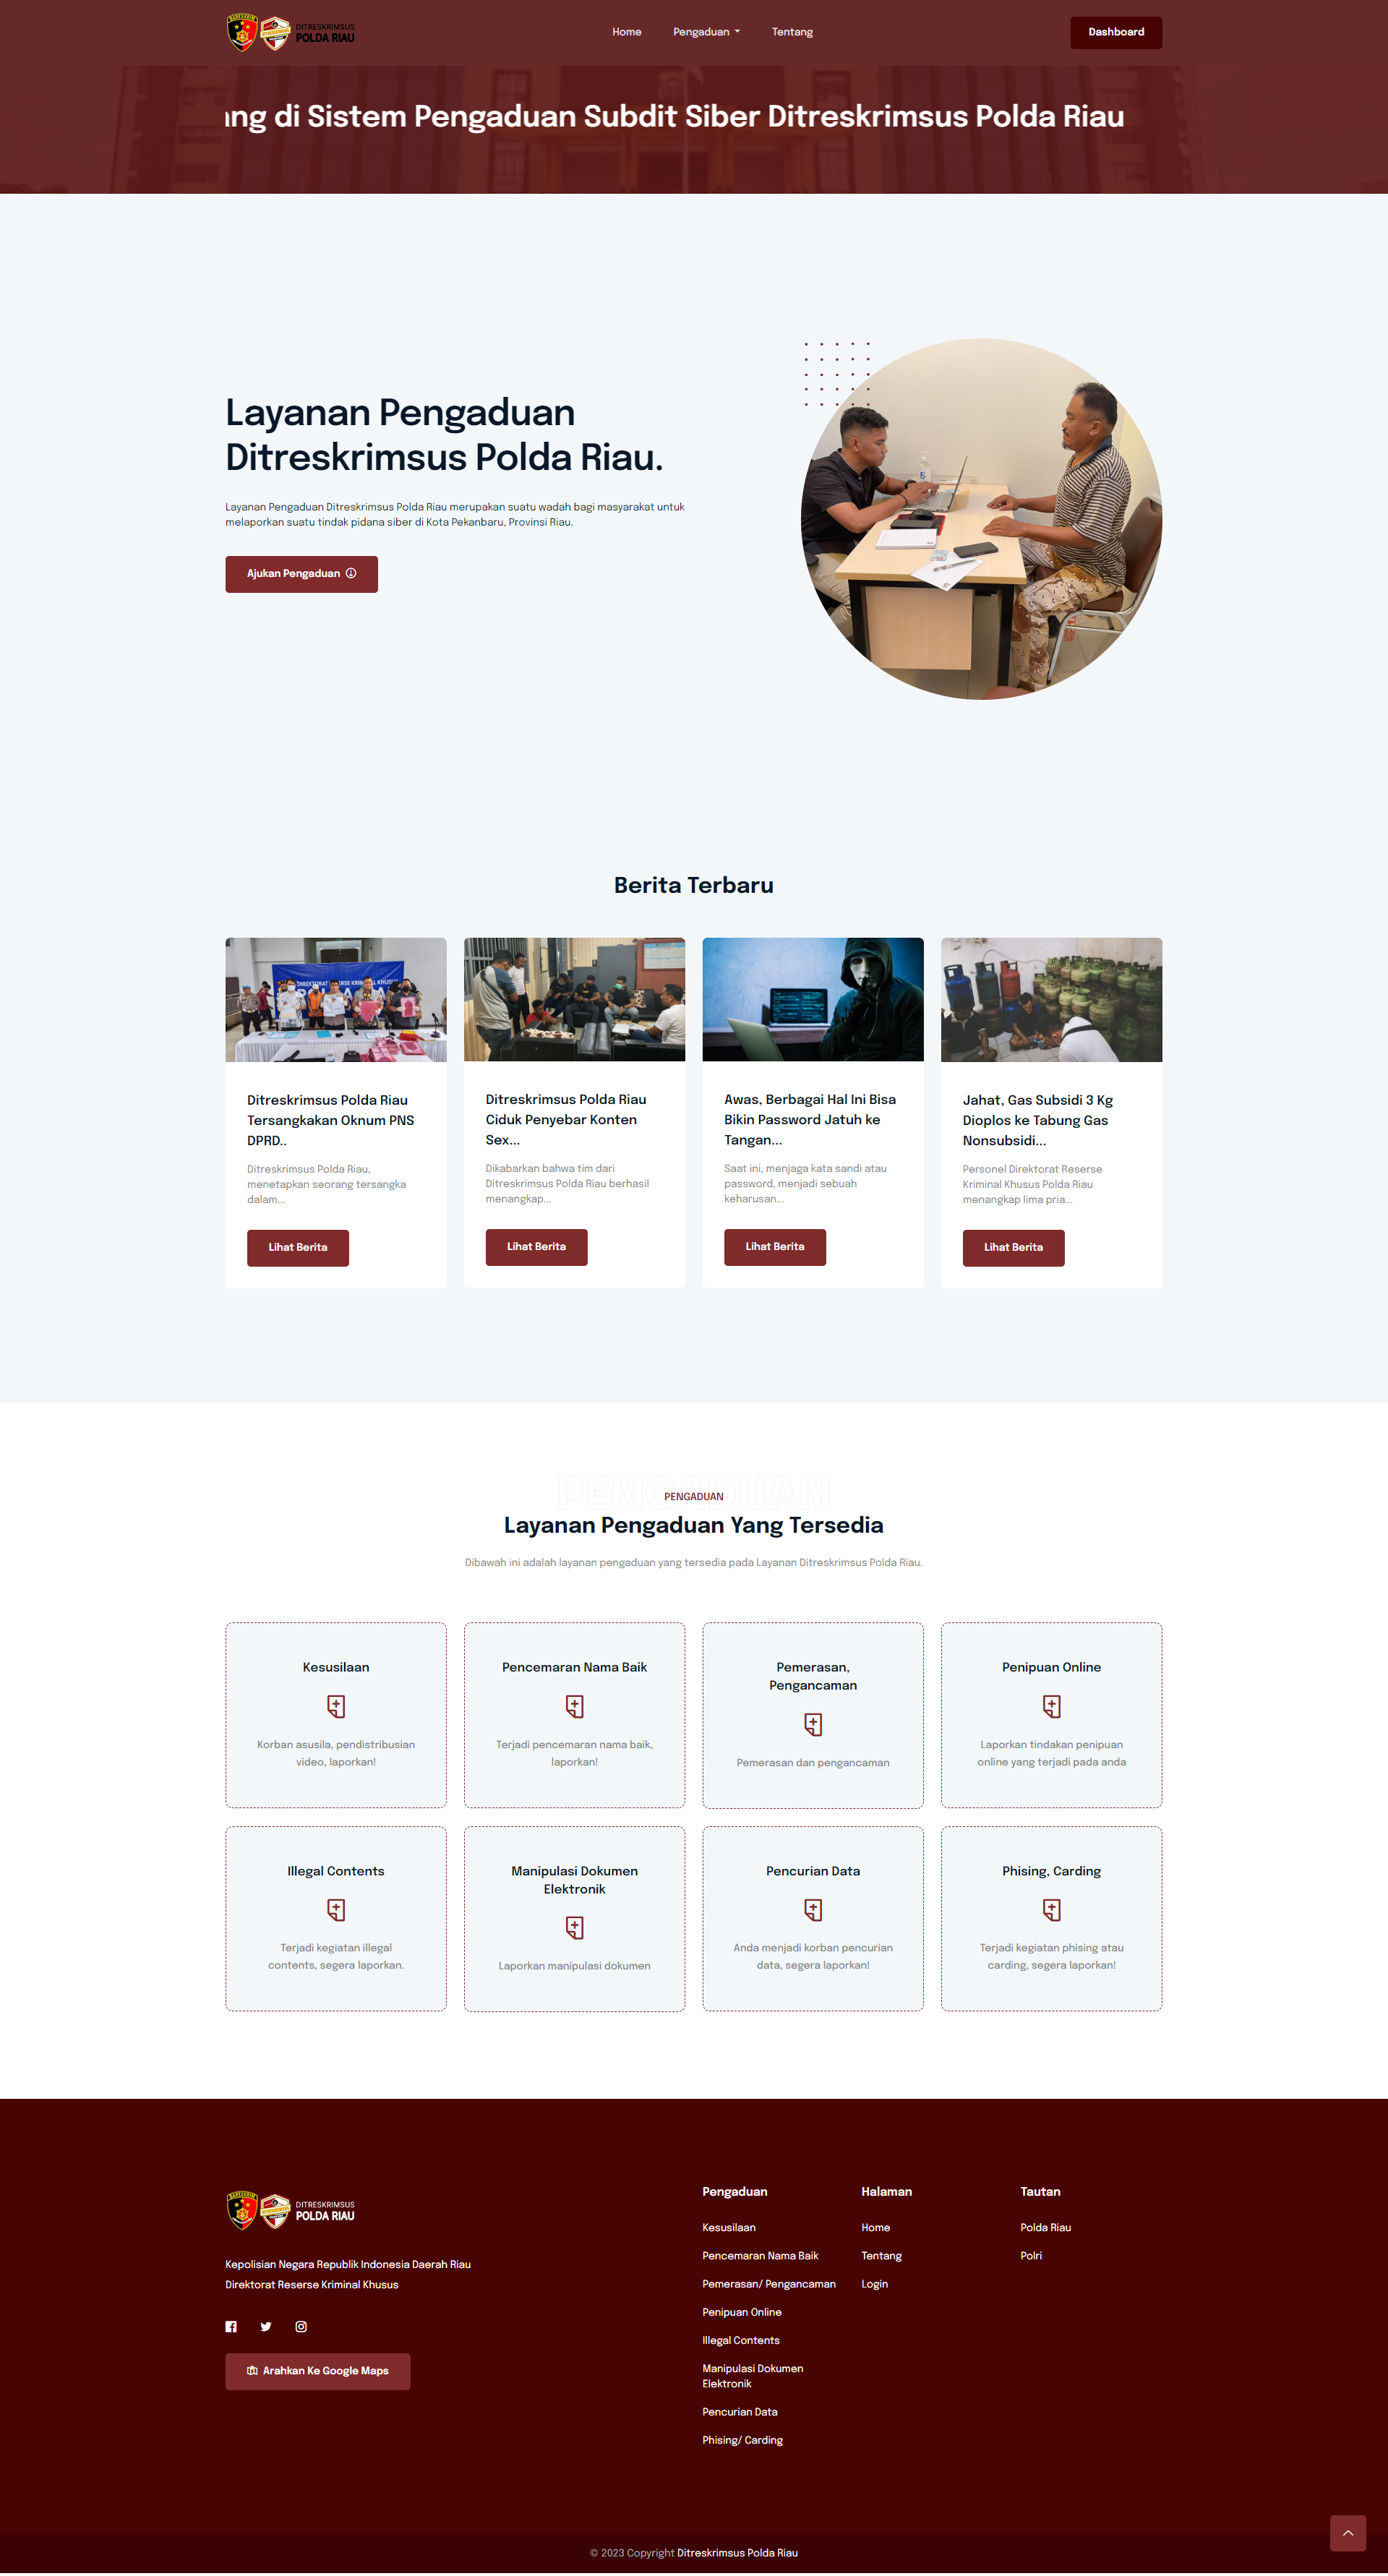 DITRESKRIMSUS
POLDA RIAU
Home
Pengaduan
Tentang
Dashboard
ang di Sistem Pengaduan Subdit Siber Ditreskrimsus Polda Riau
Layanan Pengaduan
Ditreskrimsus Polda Riau.
Layanan Pengaduan Ditreskrimsus Polda Riau merupakan suatu wadah bagi masyarakat untuk
melaporkan suatu tindak pidana siber di Kota Pekanbaru, Provinsi Riau.
Ajukan Pengaduan
Berita Terbaru
Ditreskrimsus Polda Riau
Tersangkakan Oknum PNS
DPRD..
Ditreskrimsus Polda Riau,
menetapkan seorang tersangka
dalam...
Lihat Berita
Ditreskrimsus Polda Riau
Ciduk Penyebar Konten
Sex...
Dikabarkan bahwa tim dari
Ditreskrimsus Polda Riau berhasil
menangkap...
Lihat Berita
Awas, Berbagai Hal Ini Bisa
Bikin Password Jatuh ke
Tangan...
Saat ini, menjaga kata sandi atau
password, menjadi sebuah
keharusan...
Lihat Berita
Jahat, Gas Subsidi 3 Kg
Dioplos ke Tabung Gas
Nonsubsidi...
Personel Direktorat Reserse
Kriminal Khusus Polda Riau
menangkap lima pria...
Lihat Berita
PENGADUAN
PENGADUAN
Layanan Pengaduan Yang Tersedia
Dibawah ini adalah layanan pengaduan yang tersedia pada Layanan Ditreskrimsus Polda Riau.
Kesusilaan
Korban asusila, pendistribusian
video, laporkan!
Pencemaran Nama Baik
Terjadi pencemaran nama baik,
laporkan!
Pemerasan,
Pengancaman
Pemerasan dan pengancaman
Penipuan Online
Laporkan tindakan penipuan
online yang terjadi pada anda
Illegal Contents
Terjadi kegiatan illegal
contents, segera laporkan.
Manipulasi Dokumen
Elektronik
Laporkan manipulasi dokumen
Pencurian Data
Anda menjadi korban pencurian
data, segera laporkan!
Phising, Carding
Terjadi kegiatan phising atau
carding, segera laporkan!
DITRESKRIMSUS
POLDA RIAU
Kepolisian Negara Republik Indonesia Daerah Riau
Direktorat Reserse Kriminal Khusus
Arahkan Ke Google Maps
Pengaduan
Kesusilaan
Pencemaran Nama Baik
Pemerasan/ Pengancaman
Penipuan Online
Illegal Contents
Manipulasi Dokumen
Elektronik
Pencurian Data
Phising/ Carding
Halaman
Home
Tentang
Login
Tautan
Polda Riau
Polri
© 2023 Copyright Ditreskrimsus Polda Riau